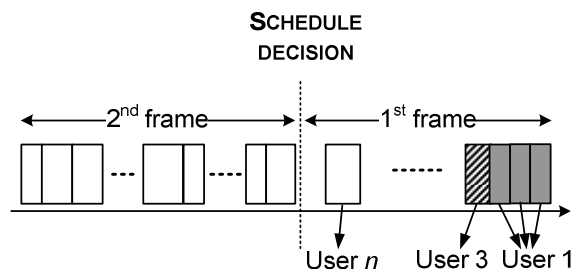 SCHEDULE
DECISION
2nd frame
1st frame
User n
User 3
User 1